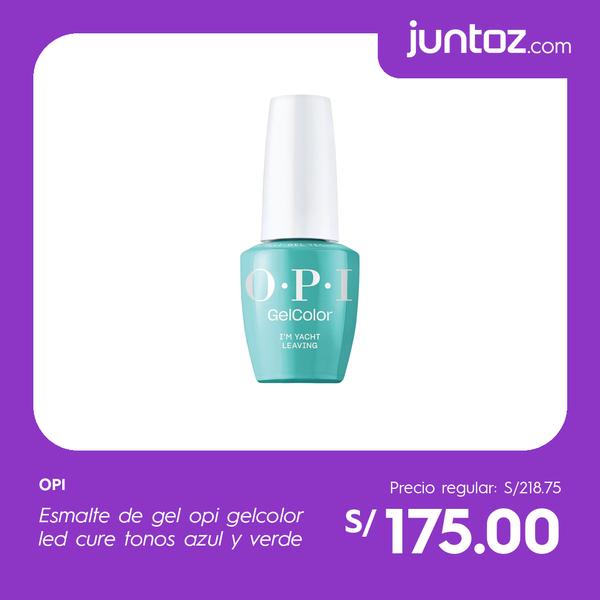 juntoz.com
O·P·I
GelColor
I'M YACHT
LEAVING
OPI
Esmalte de gel opi gelcolor
led cure tonos azul y verde
Precio regular: S/218.75
S/ 175.00